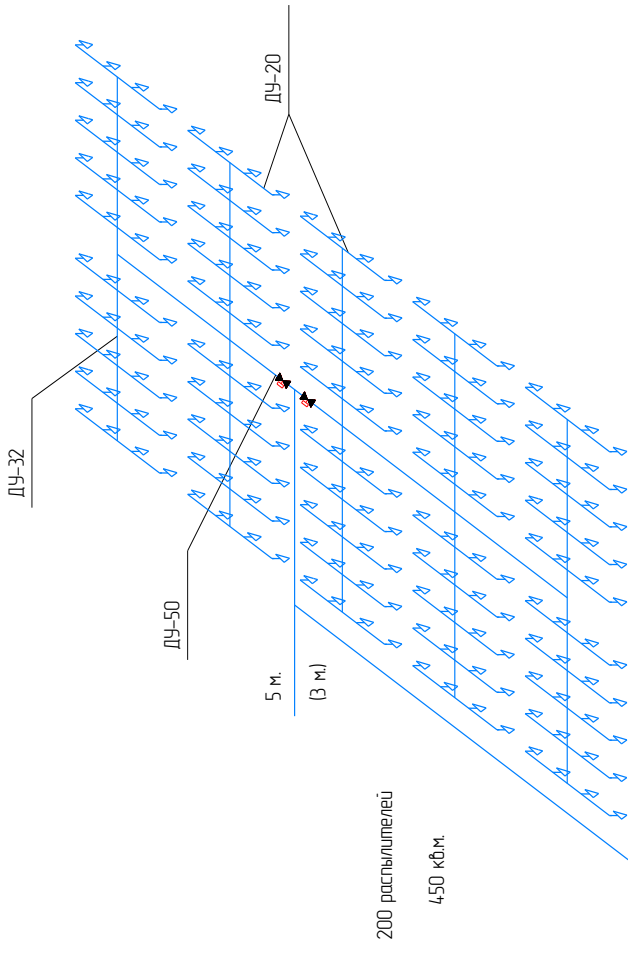 ДУ-20
ДУ-32
ДУ-50
5 м.
(3 м.)
200 распылителей
450 кв.м.